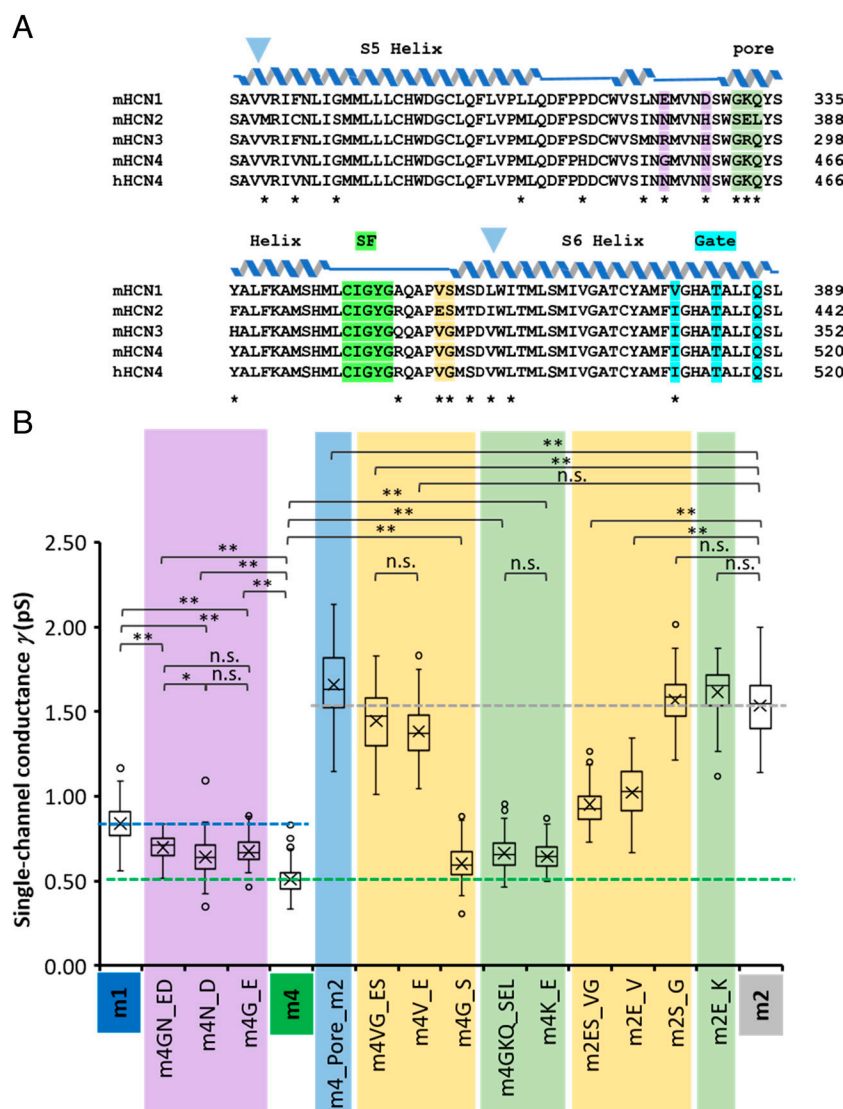 A
S5 Helix pore
mHCN1 SAVVRIFNLIGMMLLLCHWDGCLQFLVPLLQDFPPDCWVSLNEMVNDSWGKQYS 335
mHCN2 SAVMRICNLISMMLLLCHWDGCLQFLVPMLQDFPSDCWVSINNMVNHSWSELYS 388
mHCN3 SAVVRIFNLIGMMLLLCHWDGCLQFLVPMLQDFPSDCWVSMNRMVNHSWGRQYS 298
mHCN4 SAVVRIVNLIGMMLLLCHWDGCLQFLVPMLQDFPHDCWVSINGMVNNSWGKQYS 466
hHCN4 SAVVRIVNLIGMMLLLCHWDGCLQFLVPMLQDFPDDCWVSINNMVNNSWGKQYS 466
* * * * * * * * ***
Helix SF S6 Helix Gate
mHCN1 YALFKAMSHMLCIGYGAQAPVSMSDLWITMLSMIVGATCYAMFVGHATALIQSL 389
mHCN2 FALFKAMSHMLCIGYGRQAPESMTDIWLTMLSMIVGATCYAMFIGHATALIQSL 442
mHCN3 HALFKAMSHMLCIGYGQQAPVGMPDVWLTMLSMIVGATCYAMFIGHATALIQSL 352
mHCN4 YALFKAMSHMLCIGYGRQAPVGMSDVWLTMLSMIVGATCYAMFIGHATALIQSL 520
hHCN4 YALFKAMSHMLCIGYGRQAPVGMSDVWLTMLSMIVGATCYAMFIGHATALIQSL 520
* * ** * * * *
B
**
**
n.s.
**
**
**
**
**
n.s.
n.s.
**
**
**
n.s.
n.s.
**
**
**
n.s.
*
n.s.
Single-channel conductance γ(pS)
2.50
2.00
1.50
1.00
0.50
0.00
m1
m4GN_ED
m4N_D
m4G_E
m4
m4_Pore_m2
m4VG_ES
m4V_E
m4G_S
m4GKQ_SEL
m4K_E
m2ES_VG
m2E_V
m2S_G
m2E_K
m2